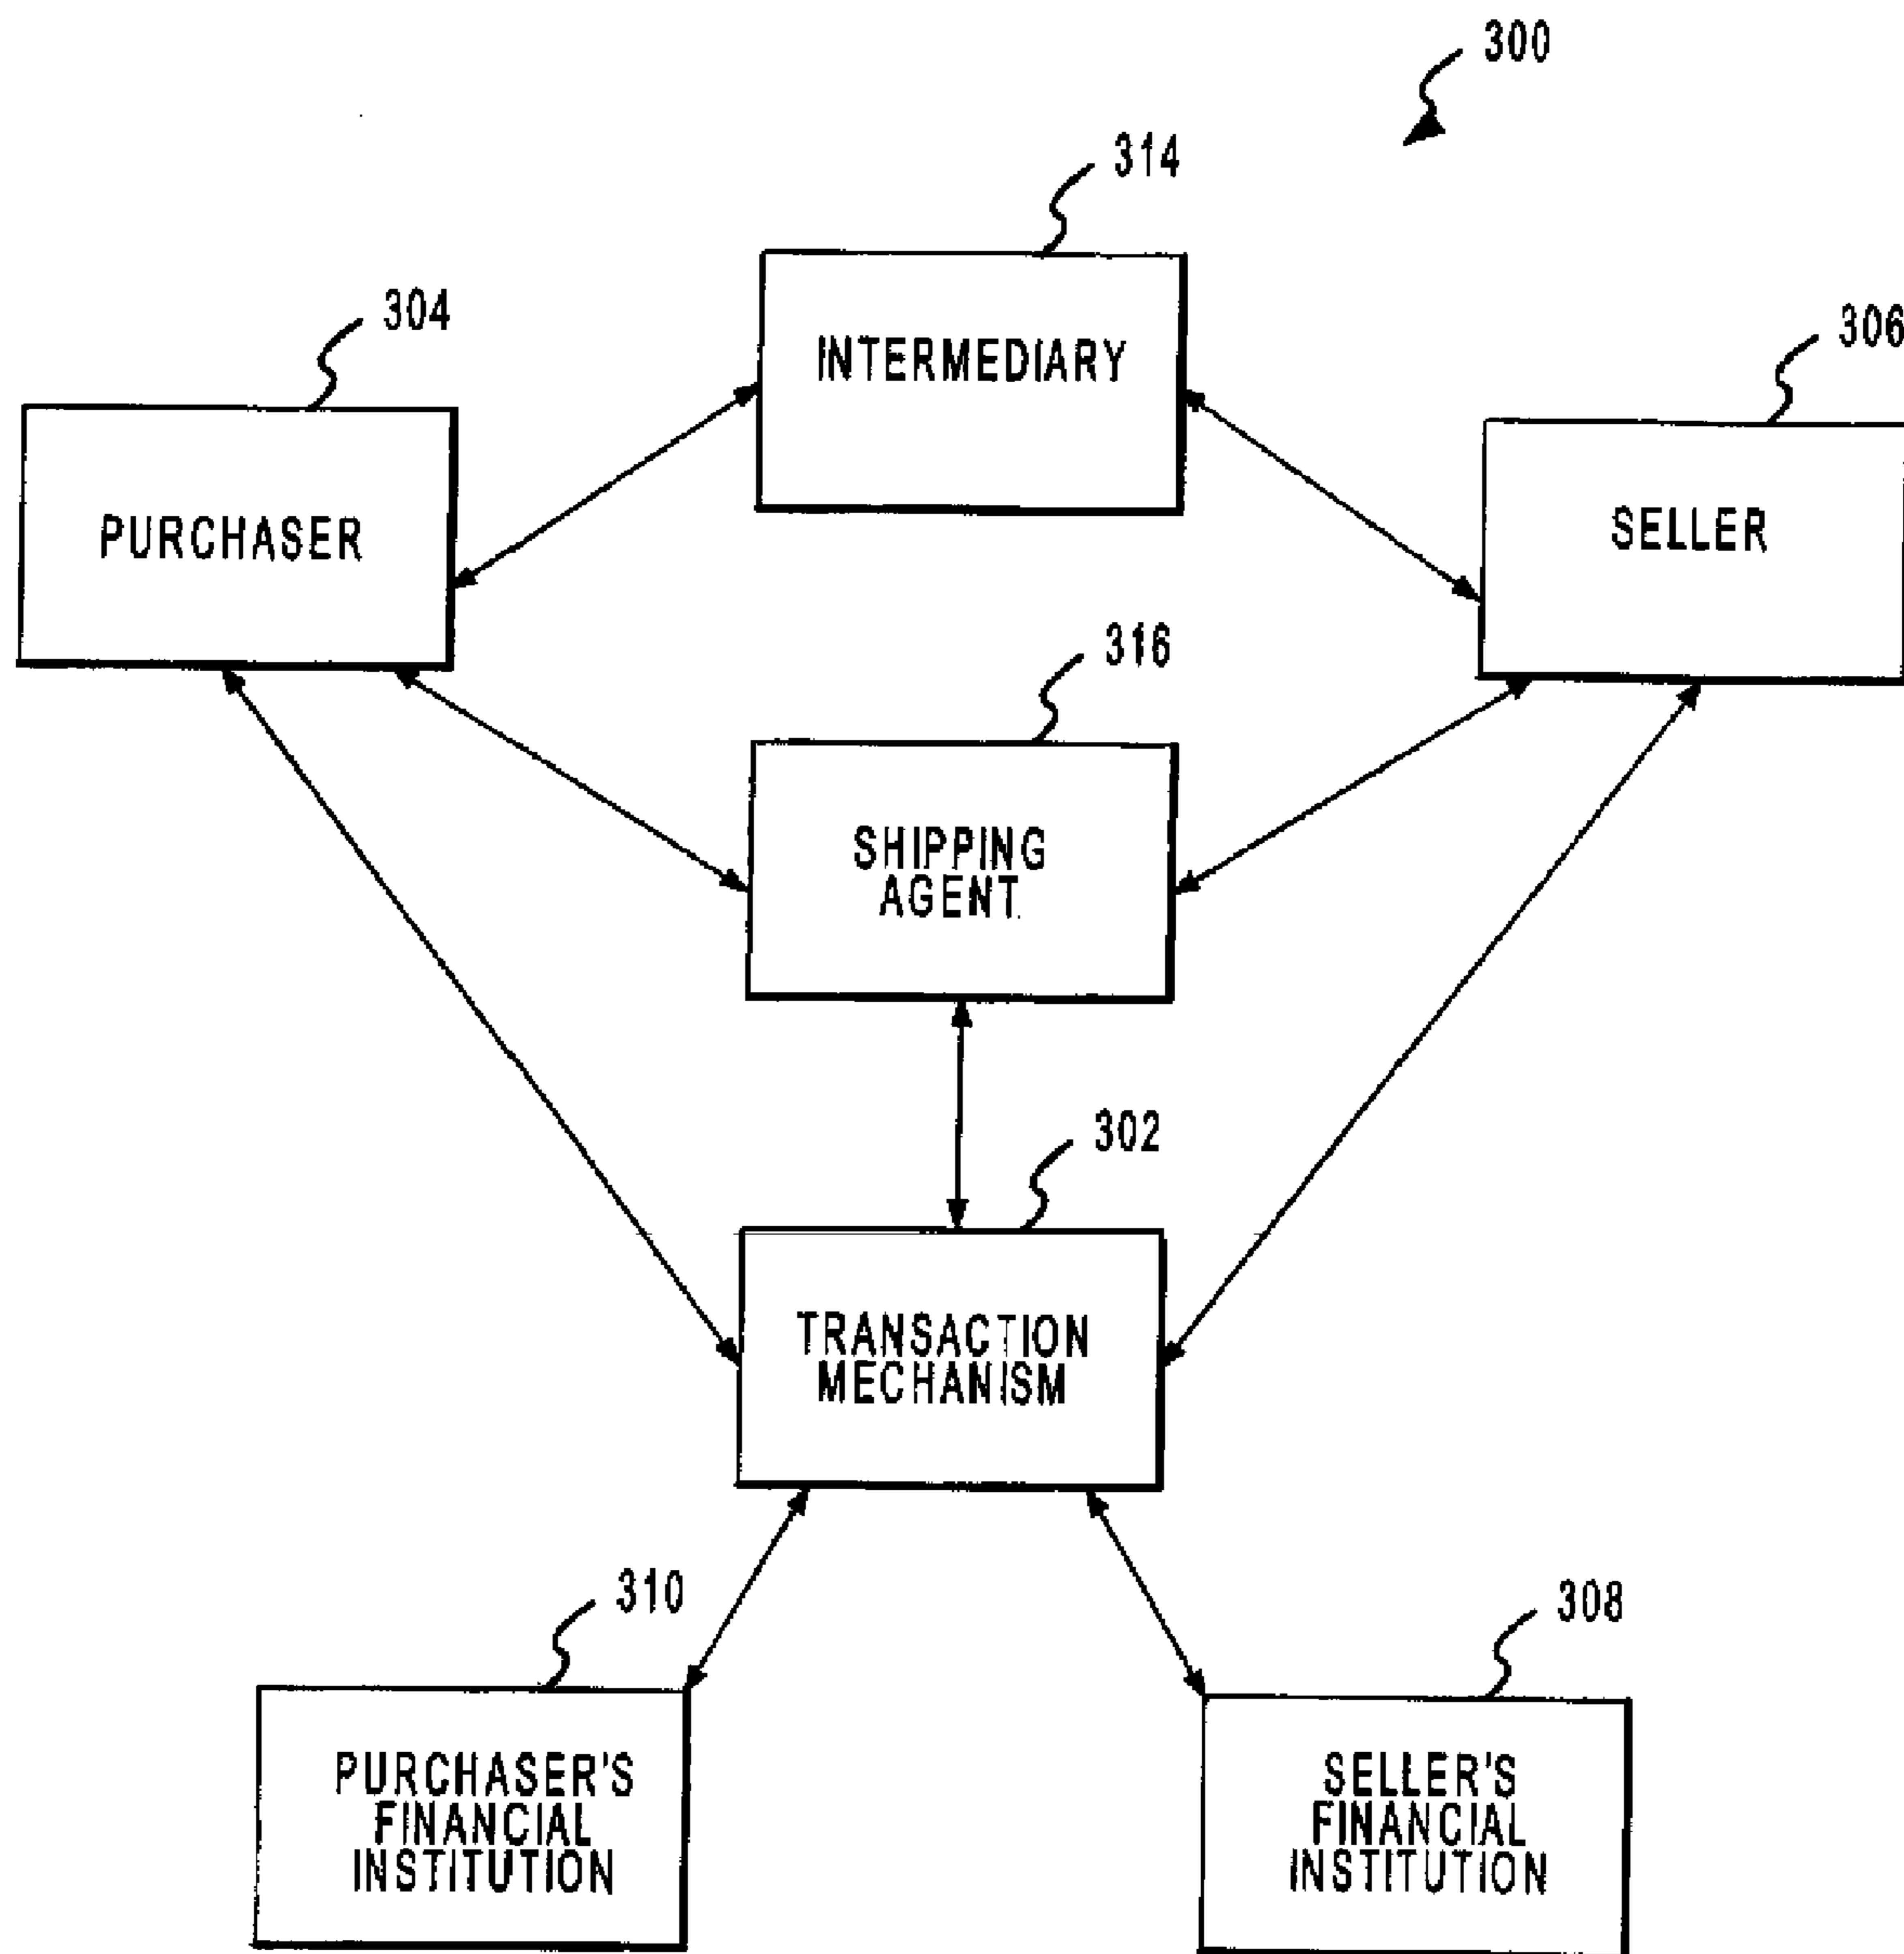 300
314
INTERMEDIARY
304
PURCHASER
306
SELLER
316
SHIPPING
AGENT
302
TRANSACTION
MECHANISM
310
PURCHASER'S
FINANCIAL
INSTITUTION
308
SELLER'S
FINANCIAL
INSTITUTION